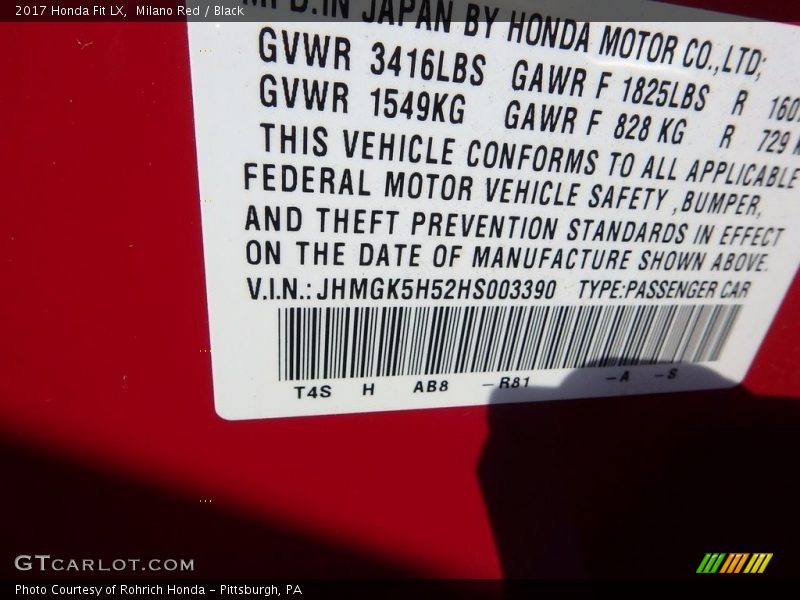 2017 Honda Fit LX, Milano Red / Black
MFD. IN JAPAN BY HONDA MOTOR CO.,LTD;
GVWR 3416LBS GAWR F 1825LBS R
GVWR 1549KG GAWR F 828 KG R 729
THIS VEHICLE CONFORMS TO ALL APPLICABLE
FEDERAL MOTOR VEHICLE SAFETY ,BUMPER,
AND THEFT PREVENTION STANDARDS IN EFFECT
ON THE DATE OF MANUFACTURE SHOWN ABOVE.
V.I.N.: JHMGK5H52HS003390 TYPE:PASSENGER CAR
T4S H AB8 -R81 -A -S
GTCARLOT.COM
Photo Courtesy of Rohrich Honda - Pittsburgh, PA